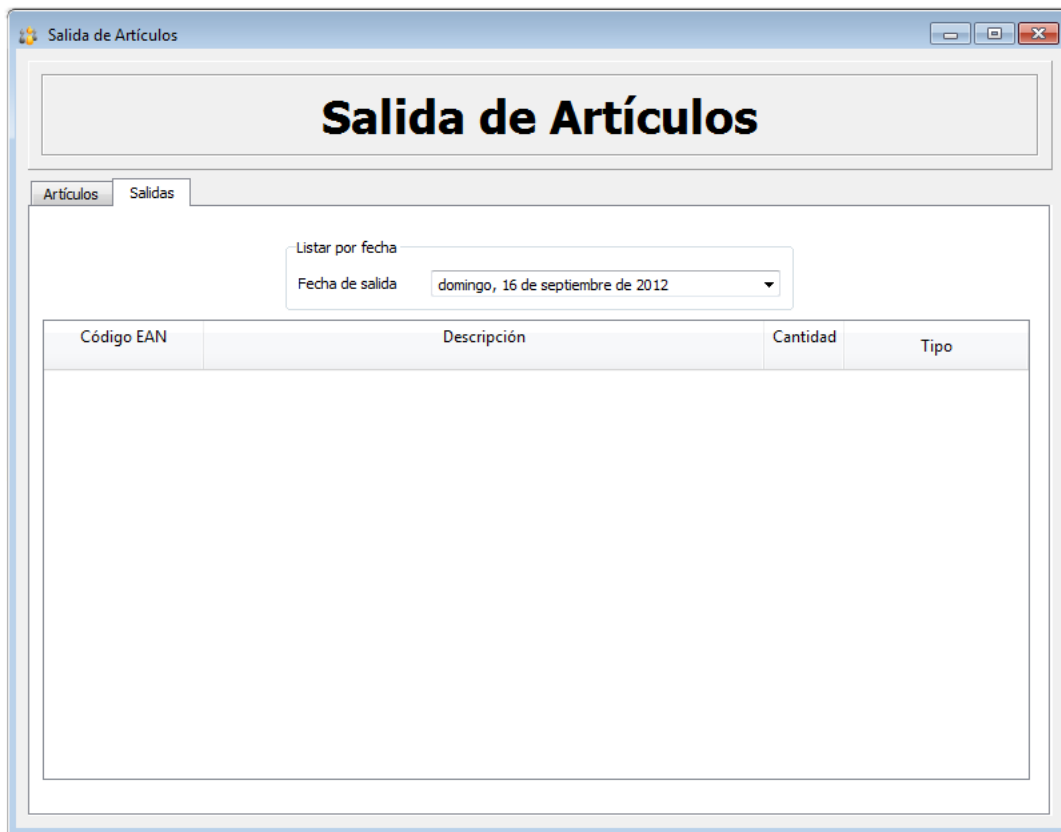 Salida de Artículos
Salida de Artículos
Artículos Salidas
Listar por fecha
Fecha de salida domingo, 16 de septiembre de 2012
Código EAN Descripción Cantidad Tipo